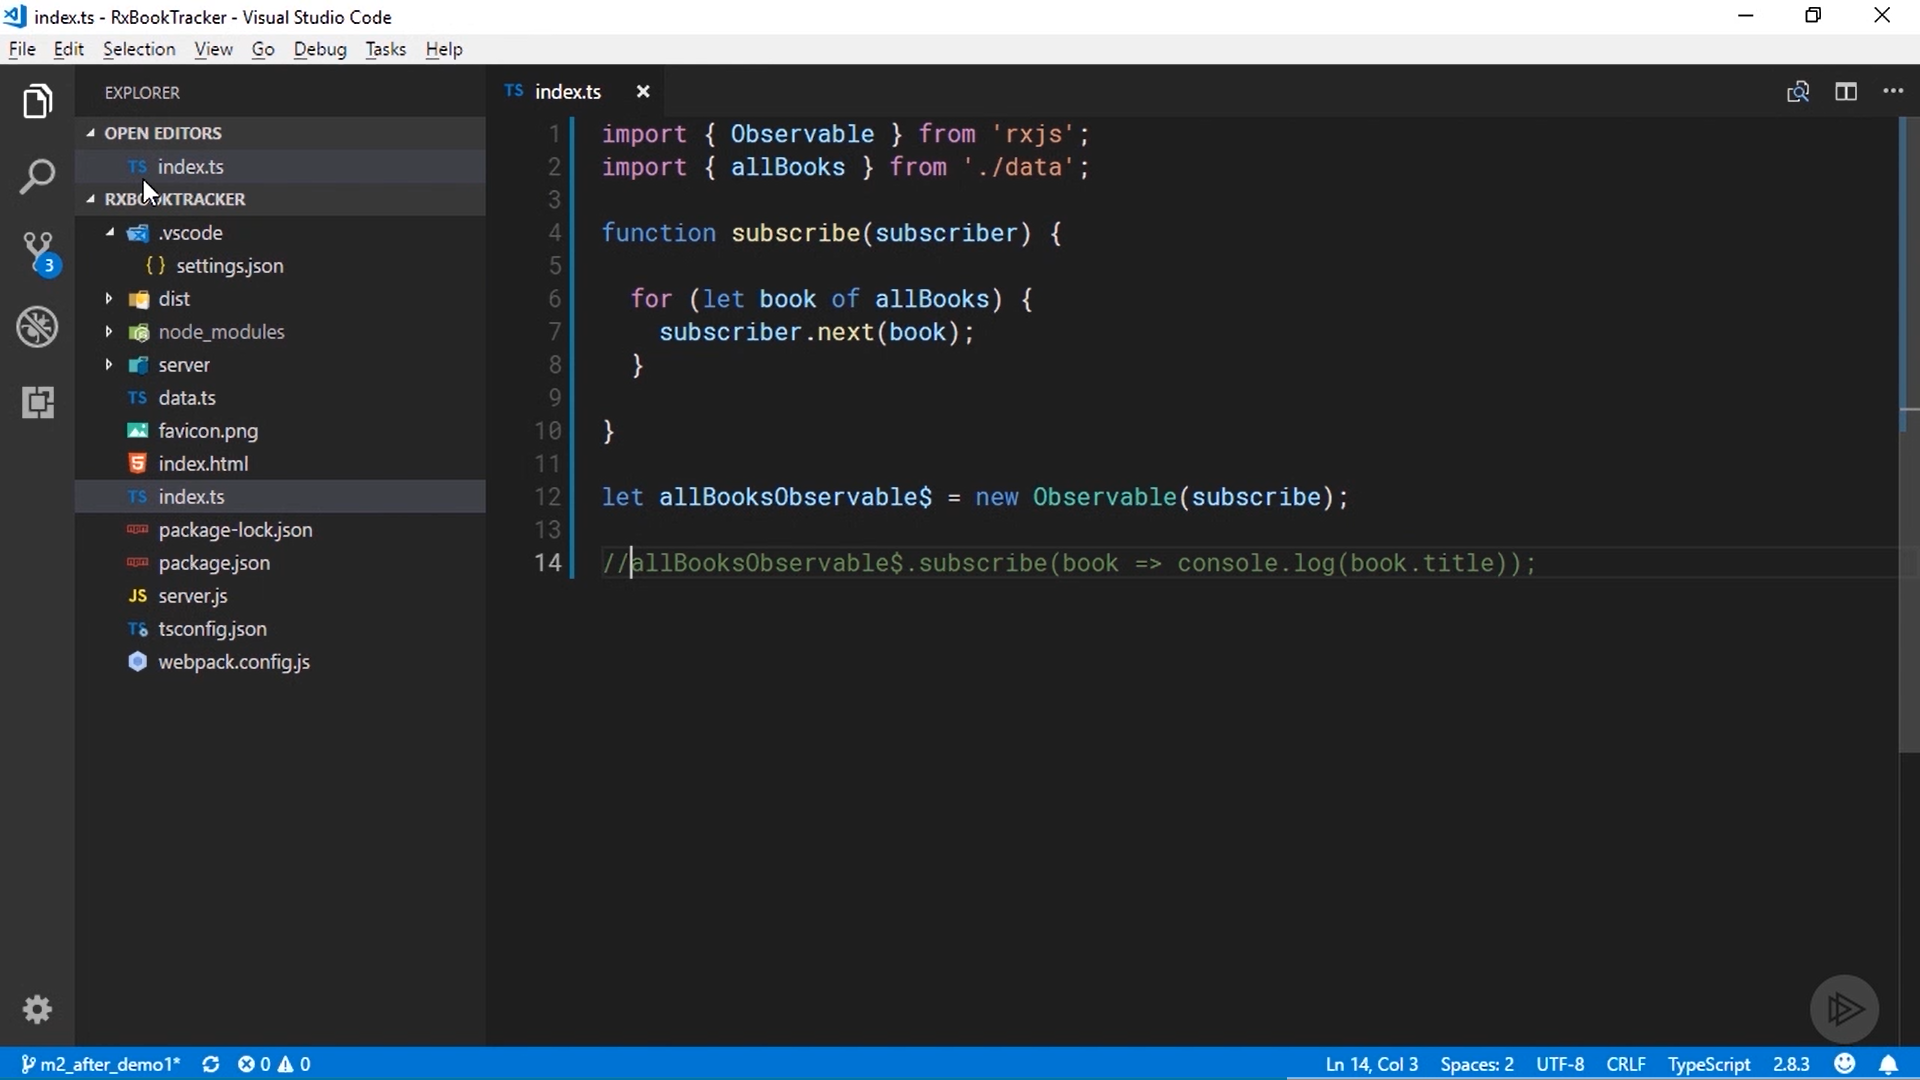 index.ts - RxBookTracker - Visual Studio Code
File Edit Selection View Go Debug Tasks Help
EXPLORER
OPEN EDITORS
TS index.ts
RXBOOKTRACKER
.vscode
{ } settings.json
dist
node_modules
server
TS data.ts
favicon.png
index.html
TS index.ts
package-lock.json
package.json
JS server.js
TS tsconfig.json
webpack.config.js
3
TS index.ts
1 import { Observable } from 'rxjs';
2 import { allBooks } from './data';
3
4 function subscribe(subscriber) {
5
6 for (let book of allBooks) {
7 subscriber.next(book);
8 }
9
10 }
11
12 let allBooksObservable$ = new Observable(subscribe);
13
14 //allBooksObservable$.subscribe(book => console.log(book.title));
m2_after_demo1* 0 0 Ln 14, Col 3 Spaces: 2 UTF-8 CRLF TypeScript 2.8.3